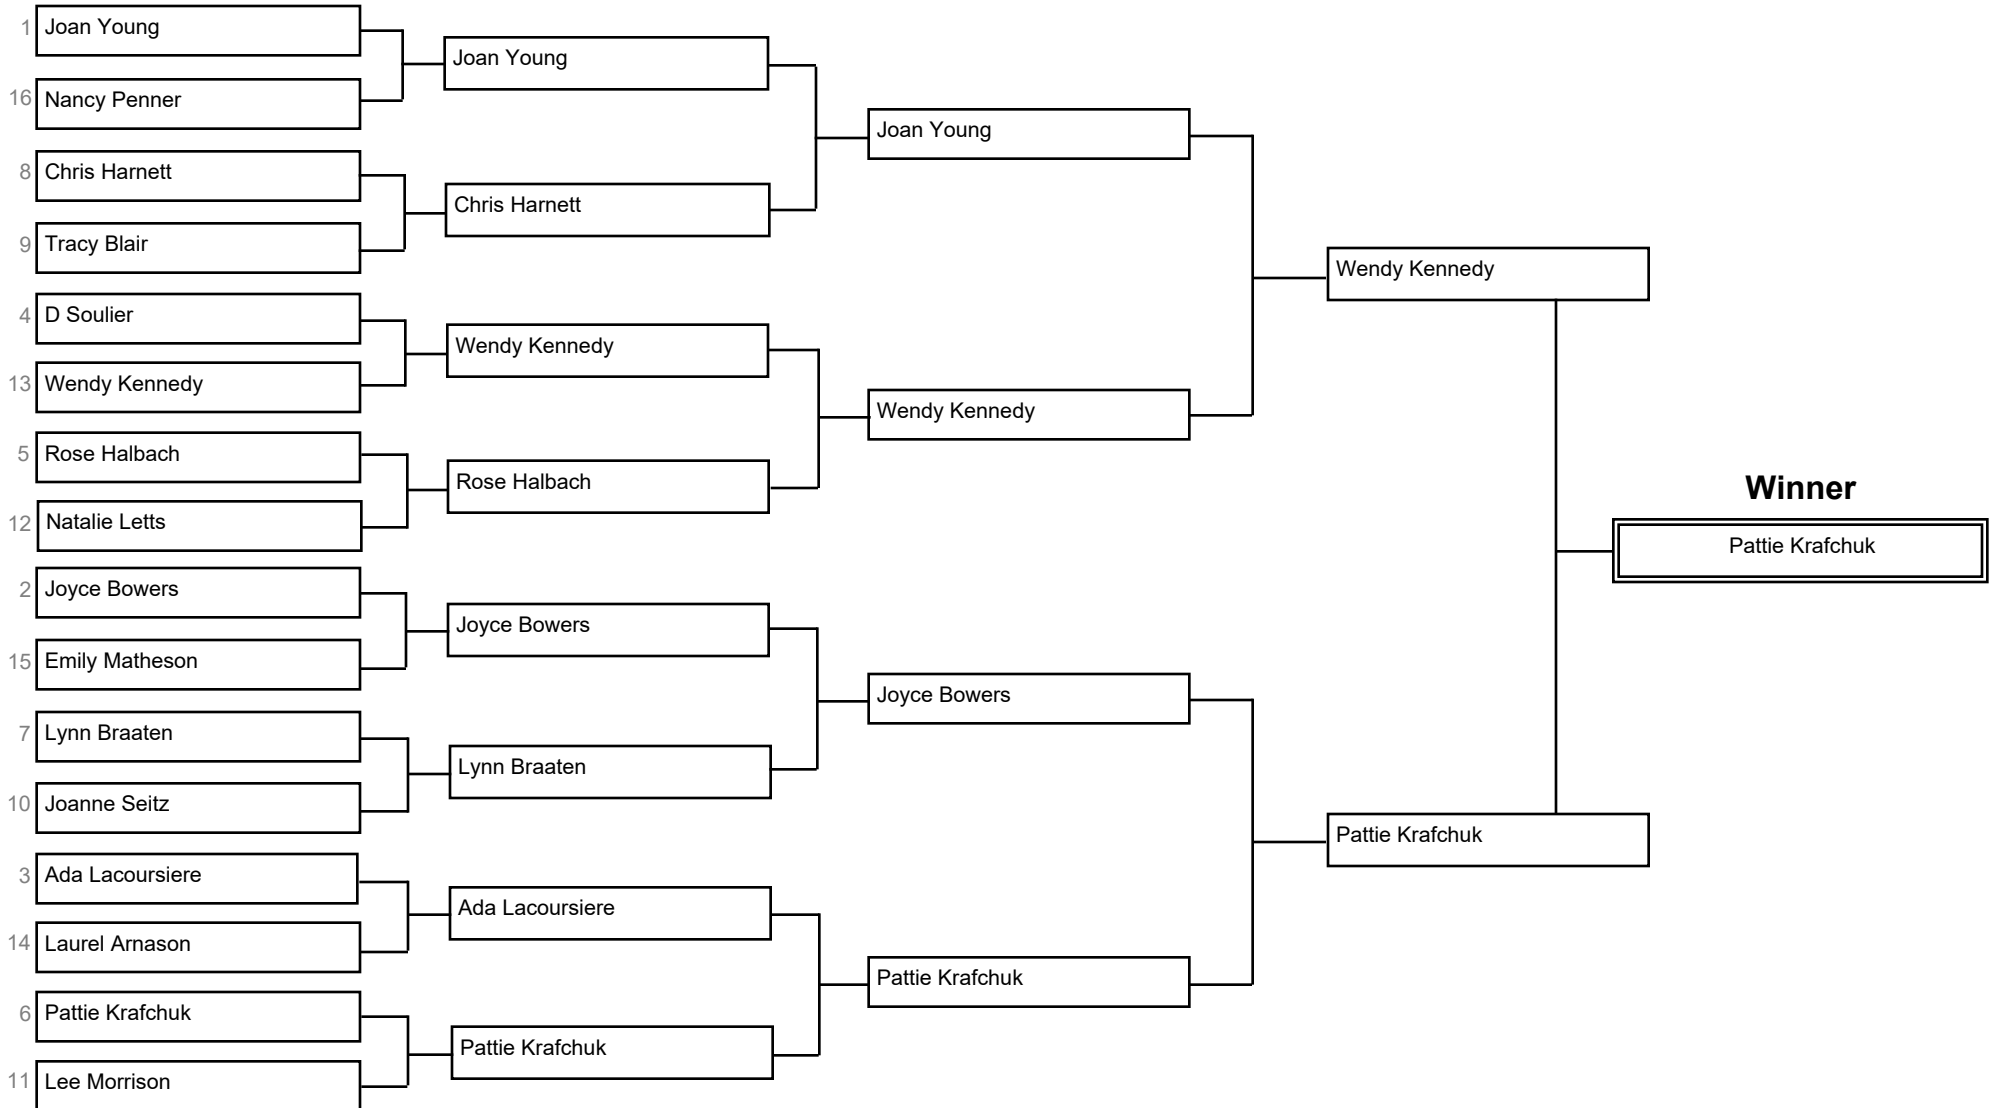 1 Joan Young
16 Nancy Penner
8 Chris Harnett
9 Tracy Blair
4 D Soulier
13 Wendy Kennedy
5 Rose Halbach
12 Natalie Letts
2 Joyce Bowers
15 Emily Matheson
7 Lynn Braaten
10 Joanne Seitz
3 Ada Lacoursiere
14 Laurel Arnason
6 Pattie Krafchuk
11 Lee Morrison
Joan Young
Chris Harnett
Wendy Kennedy
Rose Halbach
Joyce Bowers
Lynn Braaten
Ada Lacoursiere
Pattie Krafchuk
Joan Young
Wendy Kennedy
Joyce Bowers
Pattie Krafchuk
Wendy Kennedy
Pattie Krafchuk
Winner
Pattie Krafchuk